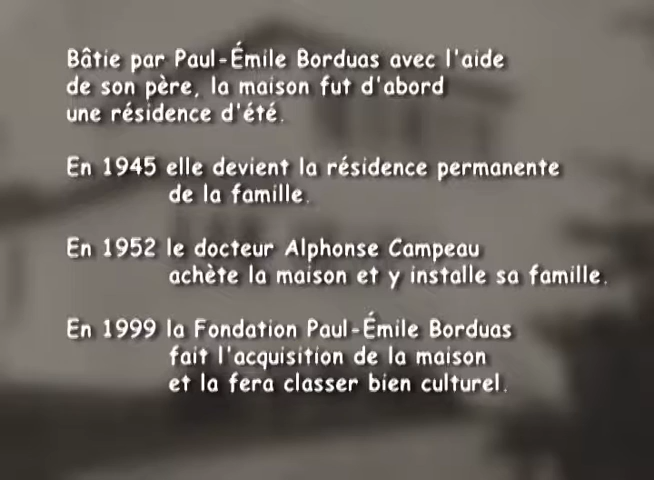 Bâtie par Paul-Émile Borduas avec l'aide
de son père, la maison fut d'abord
une résidence d'été.
En 1945 elle devient la résidence permanente
de la famille.
En 1952 le docteur Alphonse Campeau
achète la maison et y installe sa famille.
En 1999 la Fondation Paul-Émile Borduas
fait l'acquisition de la maison
et la fera classer bien culturel.